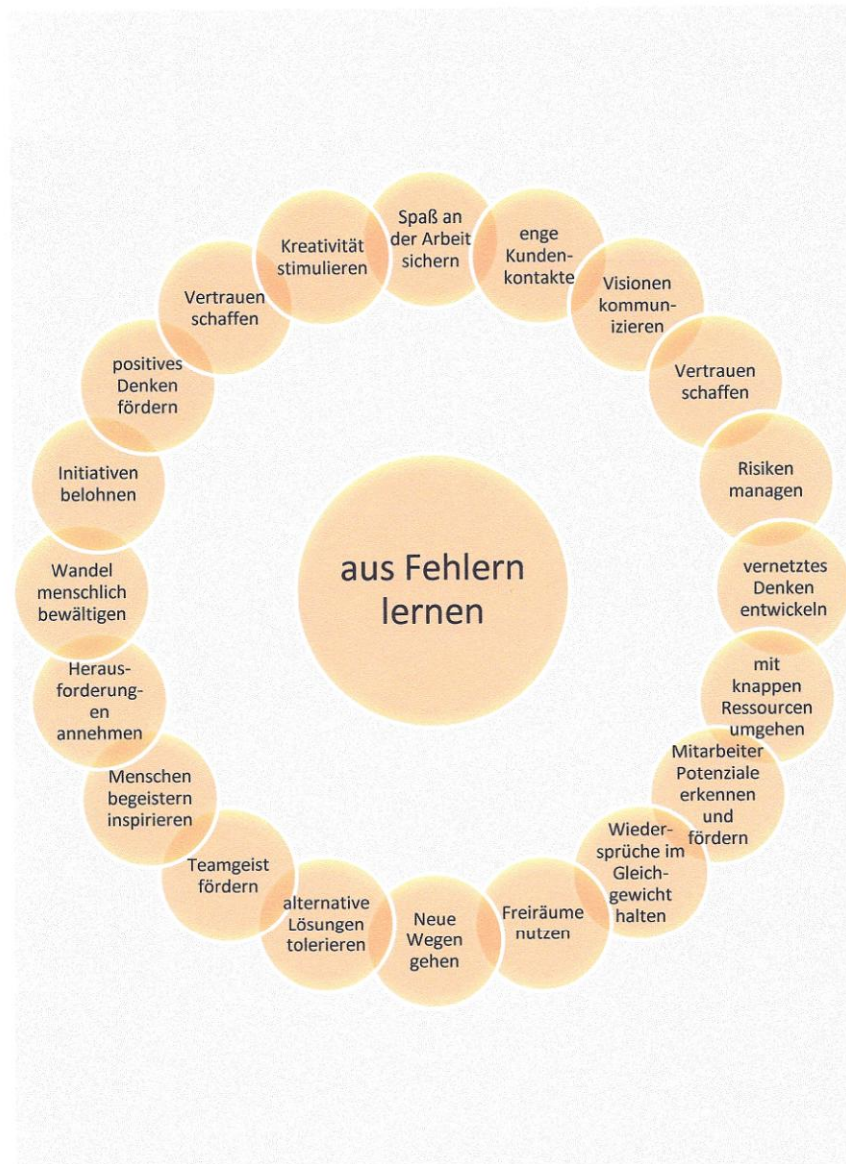 Spaß an
der Arbeit
sichern
enge
Kunden-
kontakte
Visionen
kommun-
izieren
Vertrauen
schaffen
Risiken
managen
vernetztes
Denken
entwickeln
mit
knappen
Ressourcen
umgehen
Mitarbeiter
Potenziale
erkennen
und
fördern
Wieder-
sprüche im
Gleich-
gewicht
halten
Freiräume
nutzen
Neue
Wegen
gehen
alternative
Lösungen
tolerieren
Teamgeist
fördern
Menschen
begeistern
inspirieren
Heraus-
forderung-
en
annehmen
Wandel
menschlich
bewältigen
Initiativen
belohnen
positives
Denken
fördern
Vertrauen
schaffen
Kreativität
stimulieren
aus Fehlern
lernen